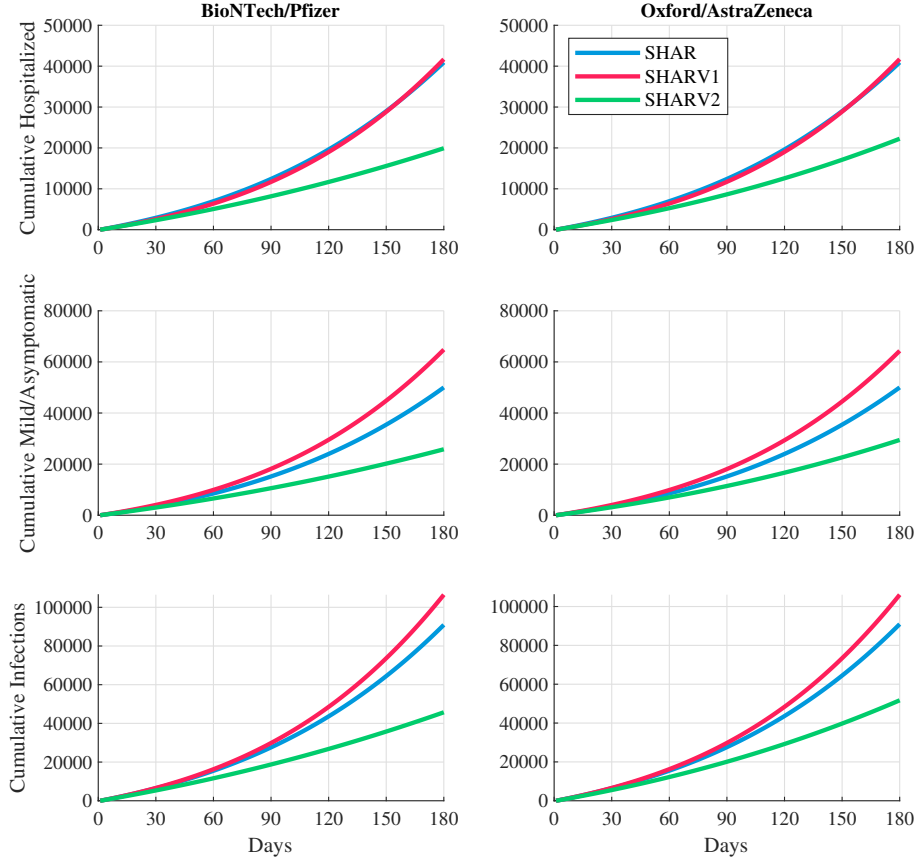 BioNTech/Pfizer
Oxford/AstraZeneca
Cumulative Hospitalized
50000
40000
30000
20000
10000
0
0 30 60 90 120 150 180
50000
40000
30000
20000
10000
0
0 30 60 90 120 150 180
SHAR
SHARV1
SHARV2
Cumulative Mild/Asymptomatic
80000
60000
40000
20000
0
0 30 60 90 120 150 180
80000
60000
40000
20000
0
0 30 60 90 120 150 180
Cumulative Infections
100000
80000
60000
40000
20000
0
0 30 60 90 120 150 180
Days
100000
80000
60000
40000
20000
0
0 30 60 90 120 150 180
Days